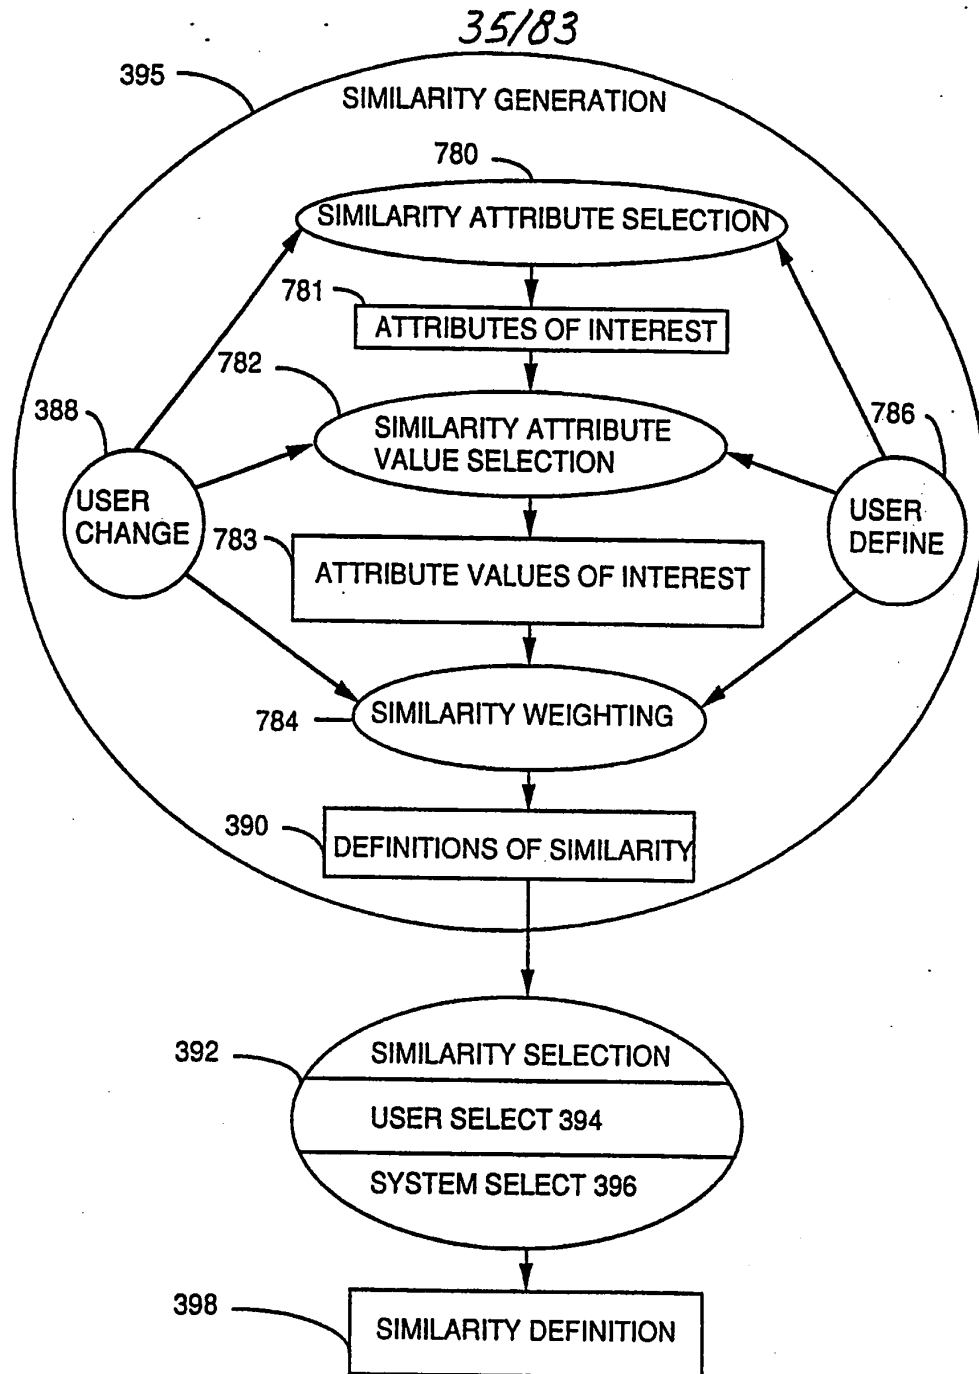 35/83
395
SIMILARITY GENERATION
780
SIMILARITY ATTRIBUTE SELECTION
781
ATTRIBUTES OF INTEREST
782
388
SIMILARITY ATTRIBUTE
VALUE SELECTION
786
USER
CHANGE
783
USER
DEFINE
ATTRIBUTE VALUES OF INTEREST
784
SIMILARITY WEIGHTING
390
DEFINITIONS OF SIMILARITY
392
SIMILARITY SELECTION
USER SELECT 394
SYSTEM SELECT 396
398
SIMILARITY DEFINITION